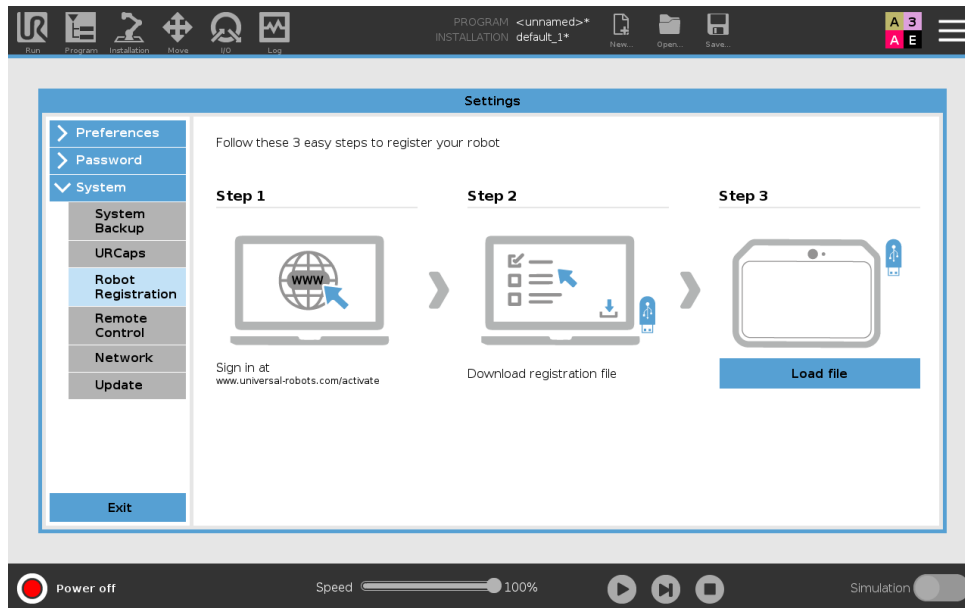 PROGRAM <unnamed>*
INSTALLATION default_1*
Run
Program
Installation
Move
I/O
Log
New...
Open...
Save...
A 3
A E
Settings
Preferences
Password
System
System
Backup
URCaps
Robot
Registration
Remote
Control
Network
Update
Exit
Follow these 3 easy steps to register your robot
Step 1
Step 2
Step 3
WWW
Sign in at
www.universal-robots.com/activate
Download registration file
Load file
Power off
Speed
100%
Simulation